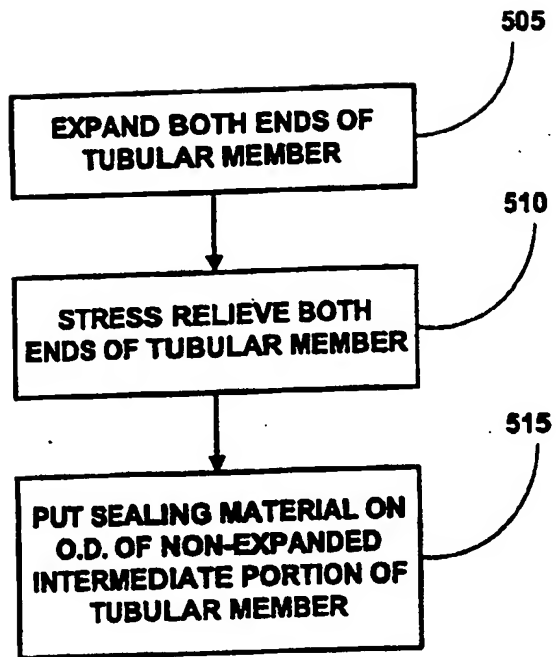 505
EXPAND BOTH ENDS OF
TUBULAR MEMBER
510
STRESS RELIEVE BOTH
ENDS OF TUBULAR MEMBER
515
PUT SEALING MATERIAL ON
O.D. OF NON-EXPANDED
INTERMEDIATE PORTION OF
TUBULAR MEMBER